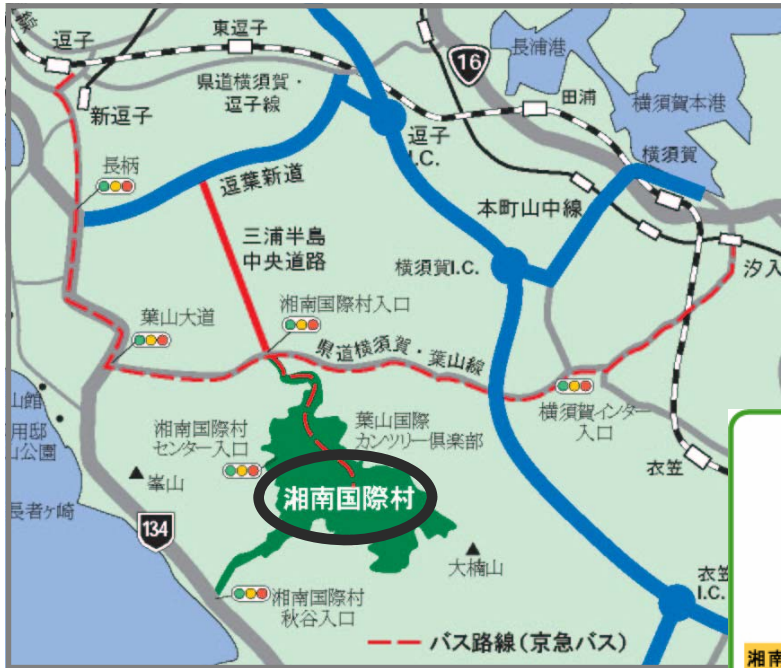 逗子
東逗子
新逗子
県道横須賀・
逗子線
16
長浦港
田浦
横須賀本港
横須賀
逗子
I.C.
長柄
逗葉新道
本町山中線
三浦半島
中央道路
横須賀I.C.
汐入
葉山大道
湘南国際村入口
県道横須賀・葉山線
横須賀インター
入口
湘南国際村
センター入口
葉山国際
カンツリー倶楽部
衣笠
峯山
湘南国際村
長者ヶ崎
134
大楠山
湘南国際村
秋谷入口
衣笠
I.C.
バス路線(京急バス)
湘南